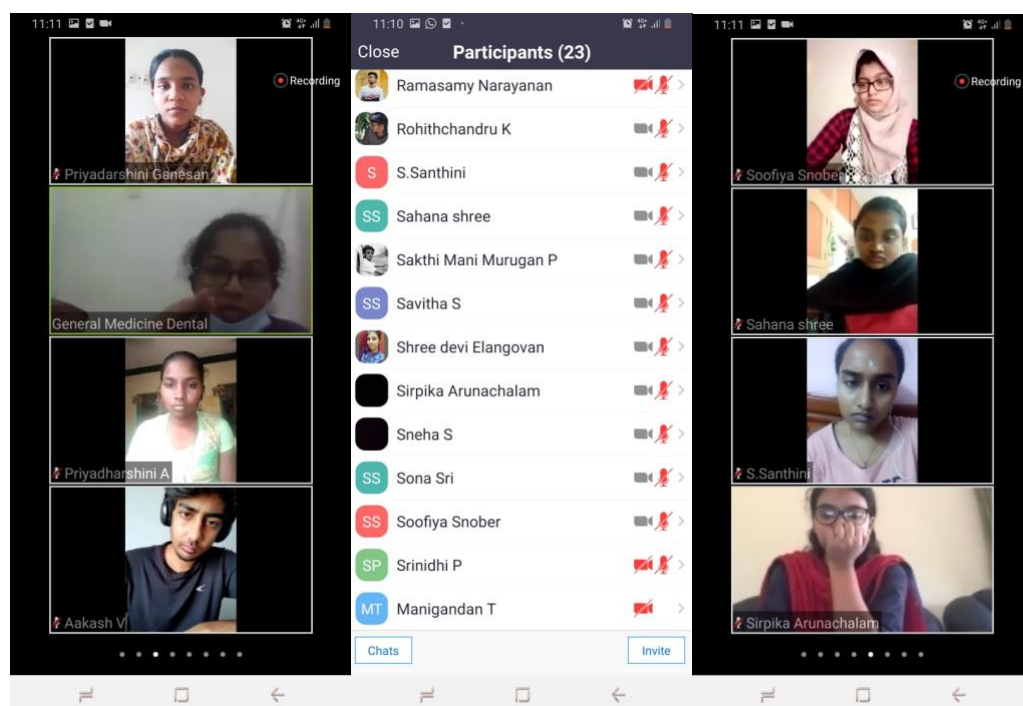 11:11
Recording
Priyadarshini Ganesan
General Medicine Dental
Priyadharshini A
Aakash V
11:10
Close Participants (23)
Ramasamy Narayanan
Rohithchandru K
S S.Santhini
SS Sahana shree
Sakthi Mani Murugan P
SS Savitha S
Shree devi Elangovan
Sirpika Arunachalam
Sneha S
SS Sona Sri
SS Soofiya Snober
SP Srinidhi P
MT Manigandan T
Chats Invite
11:11
Recording
Soofiya Snober
Sahana shree
S.Santhini
Sirpika Arunachalam